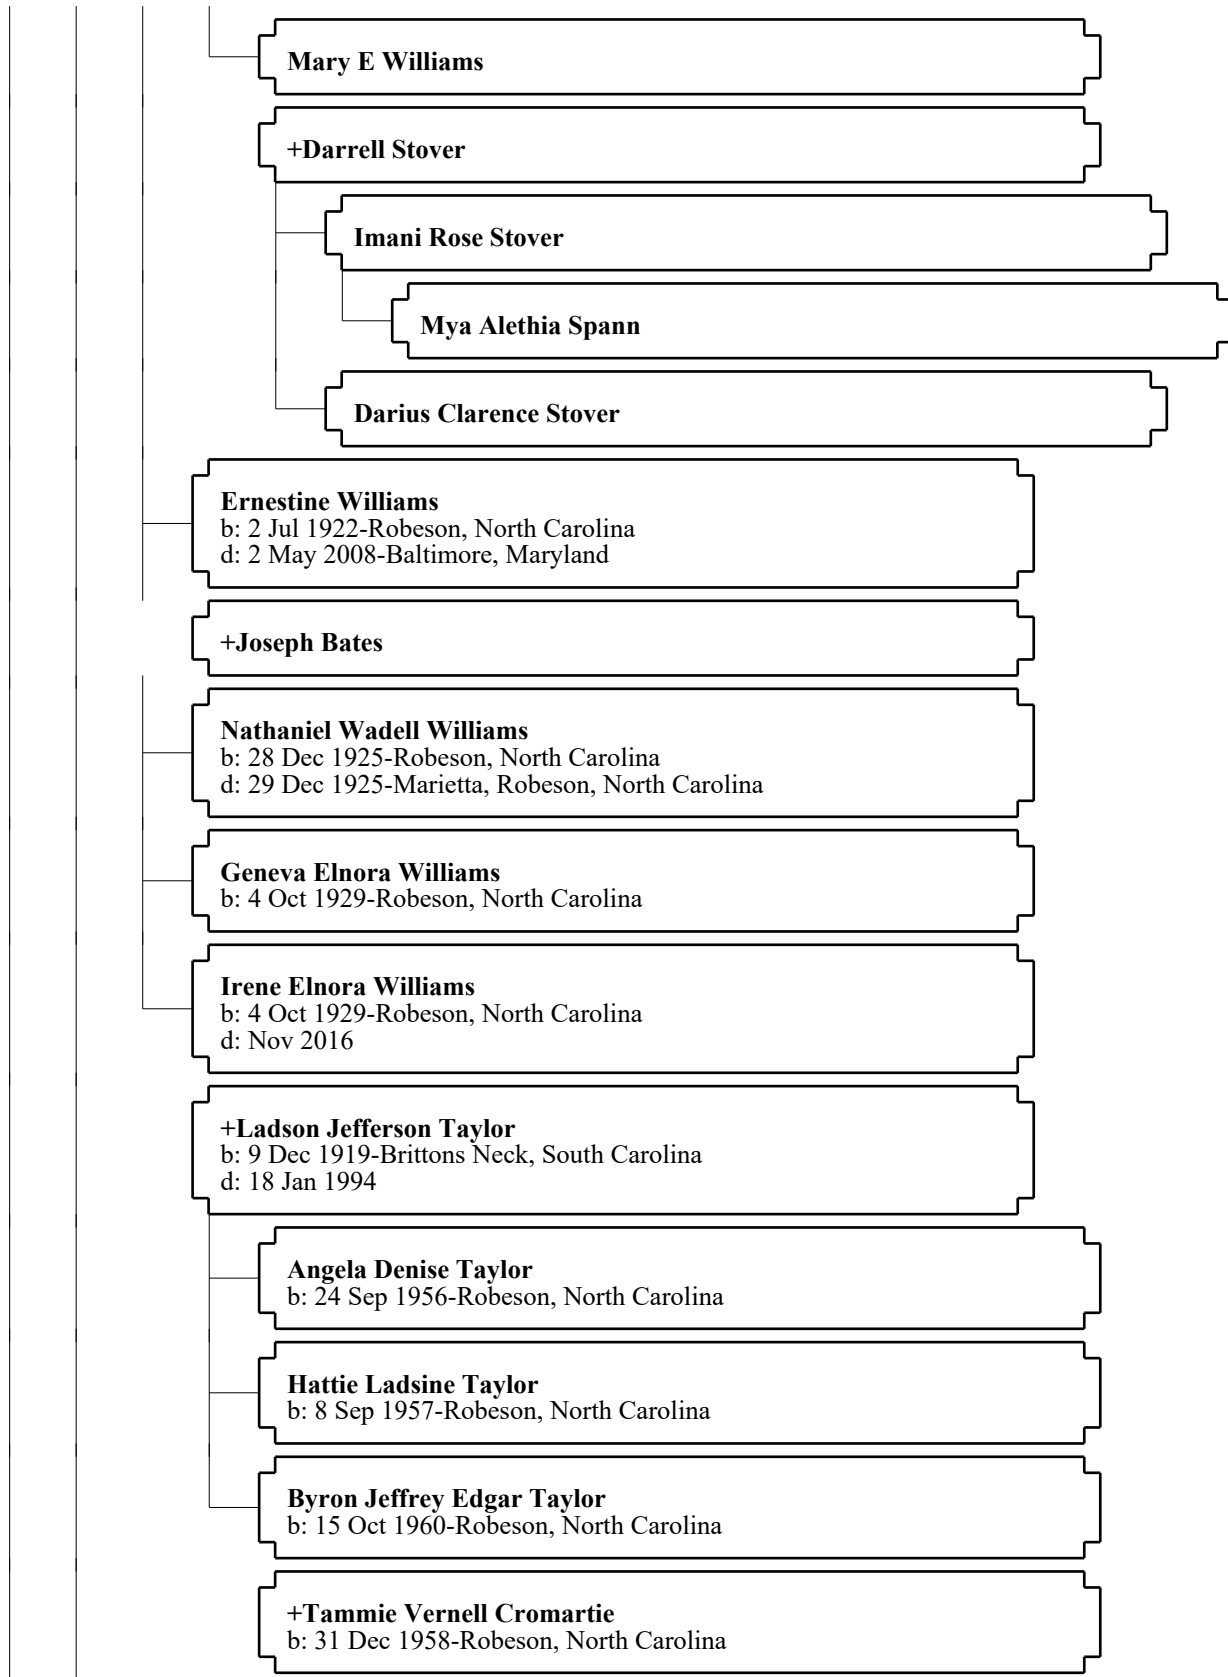 Mary E Williams
+Darrell Stover
Imani Rose Stover
Mya Alethia Spann
Darius Clarence Stover
Ernestine Williams
b: 2 Jul 1922-Robeson, North Carolina
d: 2 May 2008-Baltimore, Maryland
+Joseph Bates
Nathaniel Wadell Williams
b: 28 Dec 1925-Robeson, North Carolina
d: 29 Dec 1925-Marietta, Robeson, North Carolina
Geneva Elnora Williams
b: 4 Oct 1929-Robeson, North Carolina
Irene Elnora Williams
b: 4 Oct 1929-Robeson, North Carolina
d: Nov 2016
+Ladson Jefferson Taylor
b: 9 Dec 1919-Brittons Neck, South Carolina
d: 18 Jan 1994
Angela Denise Taylor
b: 24 Sep 1956-Robeson, North Carolina
Hattie Ladsine Taylor
b: 8 Sep 1957-Robeson, North Carolina
Byron Jeffrey Edgar Taylor
b: 15 Oct 1960-Robeson, North Carolina
+Tammie Vernell Cromartie
b: 31 Dec 1958-Robeson, North Carolina